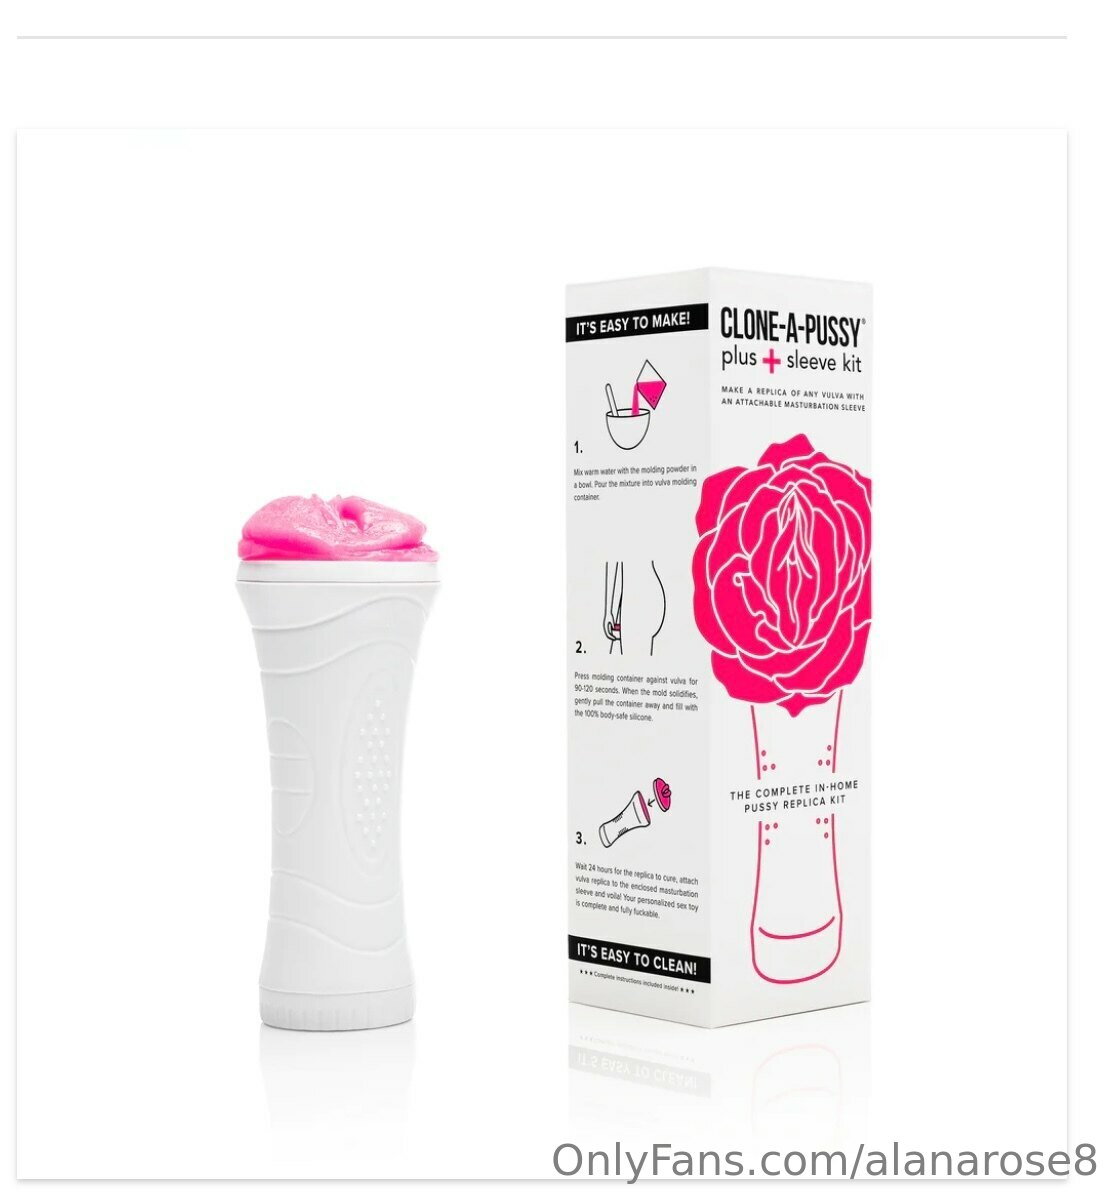 IT'S EASY TO MAKE!
1.
Mix warm water with the molding powder in
a bowl. Pour the mixture into vulva molding
container.
2.
Press molding container against vulva for
90-120 seconds. When the mold solidifies,
gently pull the container away and fill with
the 100% body-safe silicone.
3.
Wait 24 hours for the replica to cure, attach
vulva replica to the enclosed masturbation
sleeve and voila! Your personalized sex toy
is complete and fully fuckable.
IT'S EASY TO CLEAN!
★★★ Complete instructions included inside! ★★★
CLONE-A-PUSSY®
plus + sleeve kit
MAKE A REPLICA OF ANY VULVA WITH
AN ATTACHABLE MASTURBATION SLEEVE
THE COMPLETE IN-HOME
PUSSY REPLICA KIT
OnlyFans.com/alanarose8